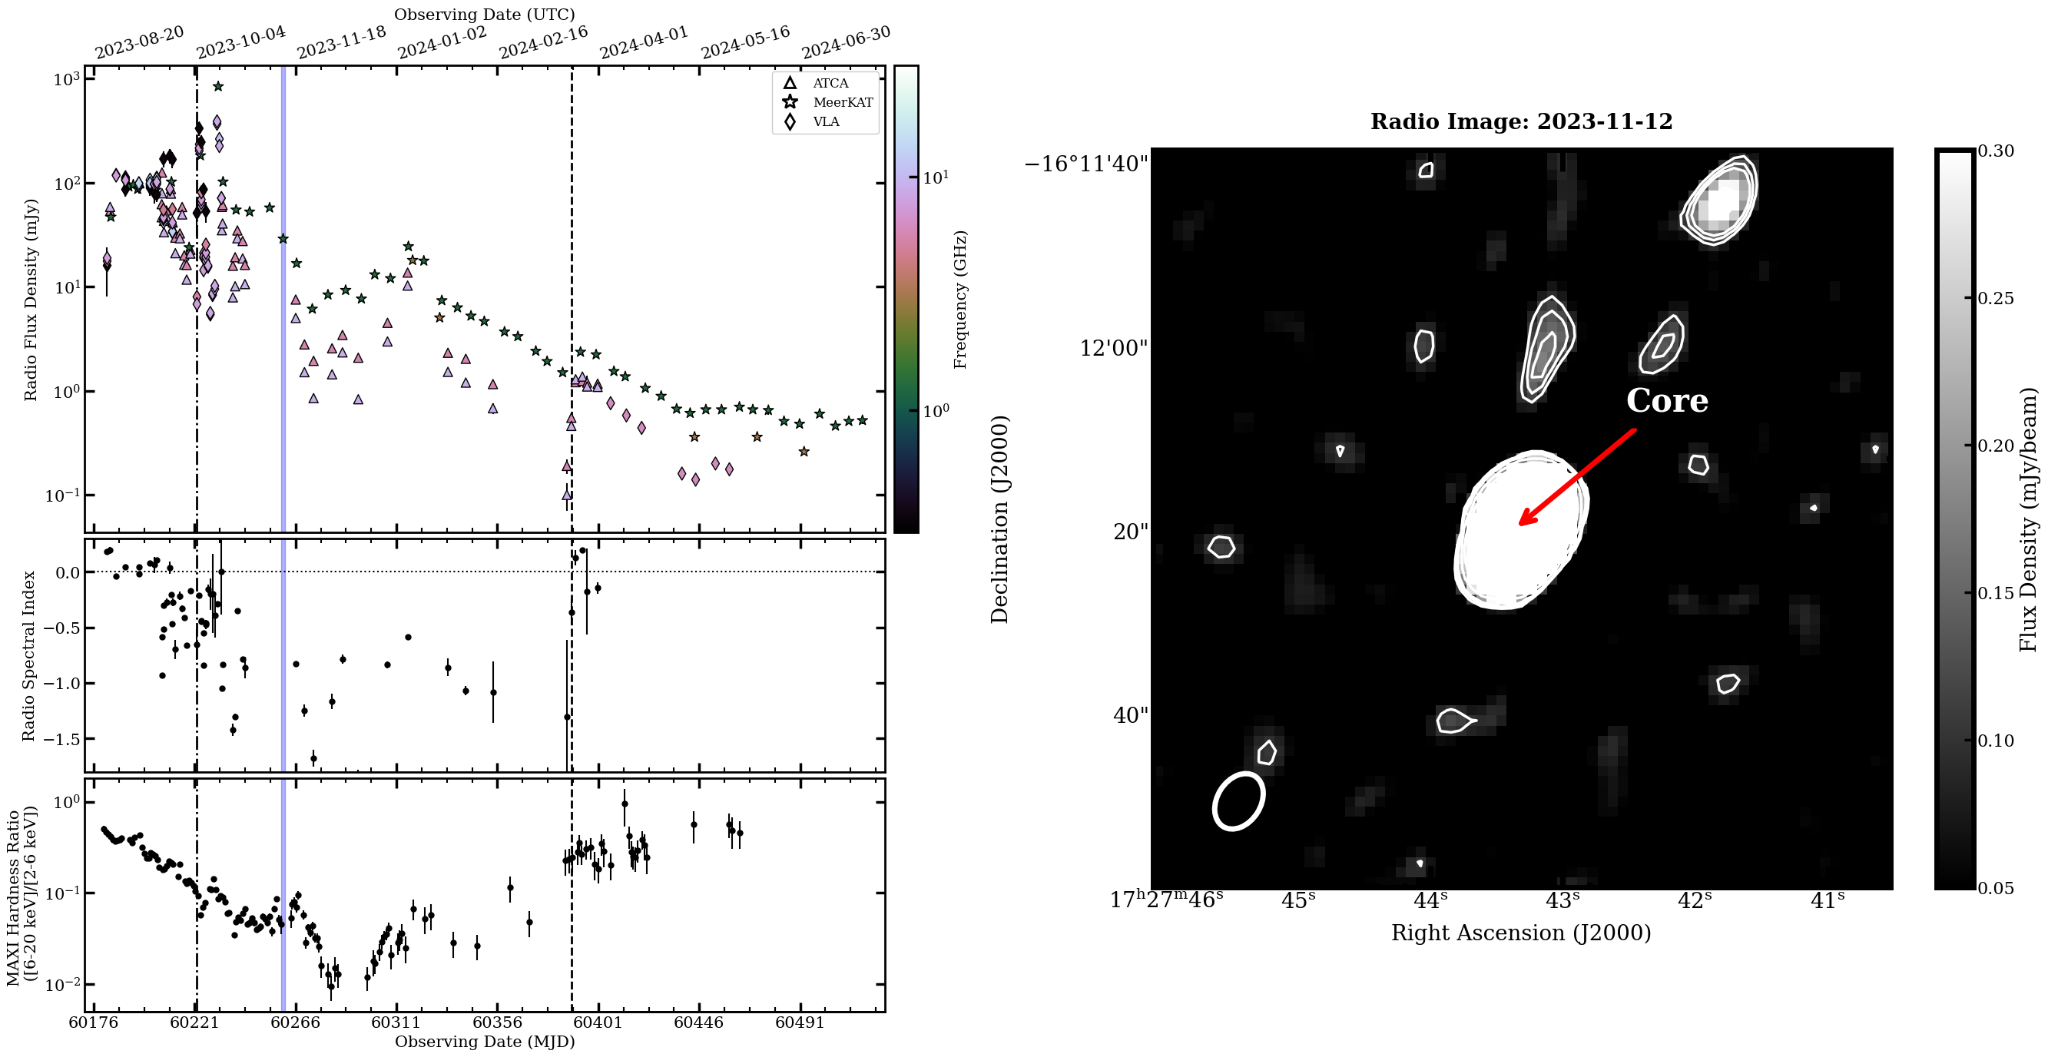 Observing Date (UTC)
2023-08-20
2023-10-04
2023-11-18
2024-01-02
2024-02-16
2024-04-01
2024-05-16
2024-06-30
Radio Flux Density (mJy)
10³
10²
10¹
10⁰
10⁻¹
ATCA
MeerKAT
VLA
10¹
10⁰
Frequency (GHz)
Radio Spectral Index
0.0
−0.5
−1.0
−1.5
MAXI Hardness Ratio
([6-20 keV]/[2-6 keV])
10⁰
10⁻¹
10⁻²
60176
60221
60266
60311
60356
60401
60446
60491
Observing Date (MJD)
Radio Image: 2023-11-12
Declination (J2000)
−16°11'40"
12'00"
20"
40"
Core
17ʰ27ᵐ46ˢ
45ˢ
44ˢ
43ˢ
42ˢ
41ˢ
Right Ascension (J2000)
0.30
0.25
0.20
0.15
0.10
0.05
Flux Density (mJy/beam)